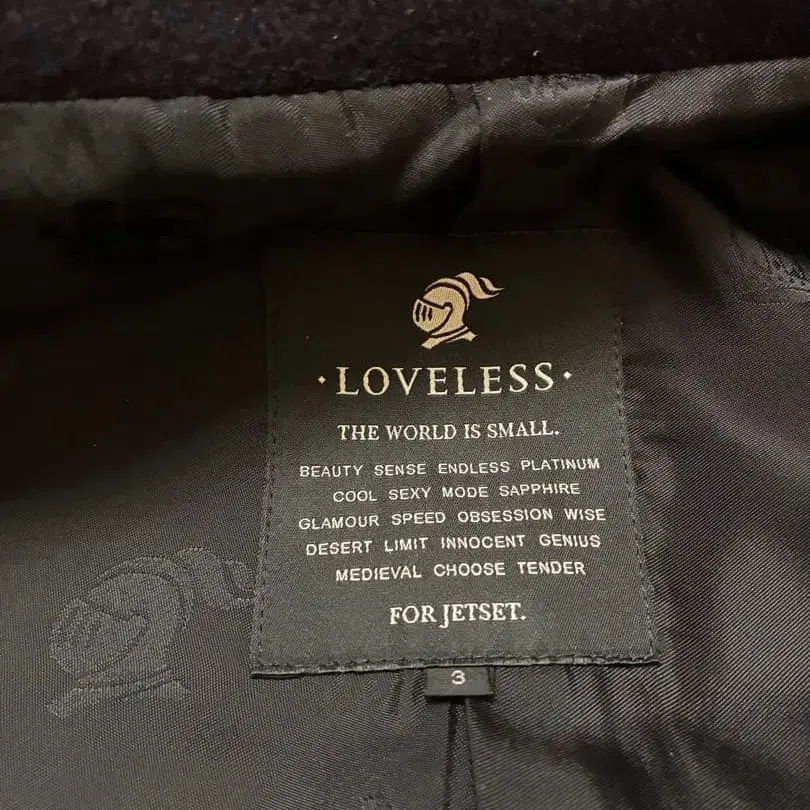 · LOVELESS ·
THE WORLD IS SMALL.
BEAUTY SENSE ENDLESS PLATINUM
COOL SEXY MODE SAPPHIRE
GLAMOUR SPEED OBSESSION WISE
DESERT LIMIT INNOCENT GENIUS
MEDIEVAL CHOOSE TENDER
FOR JETSET.
3